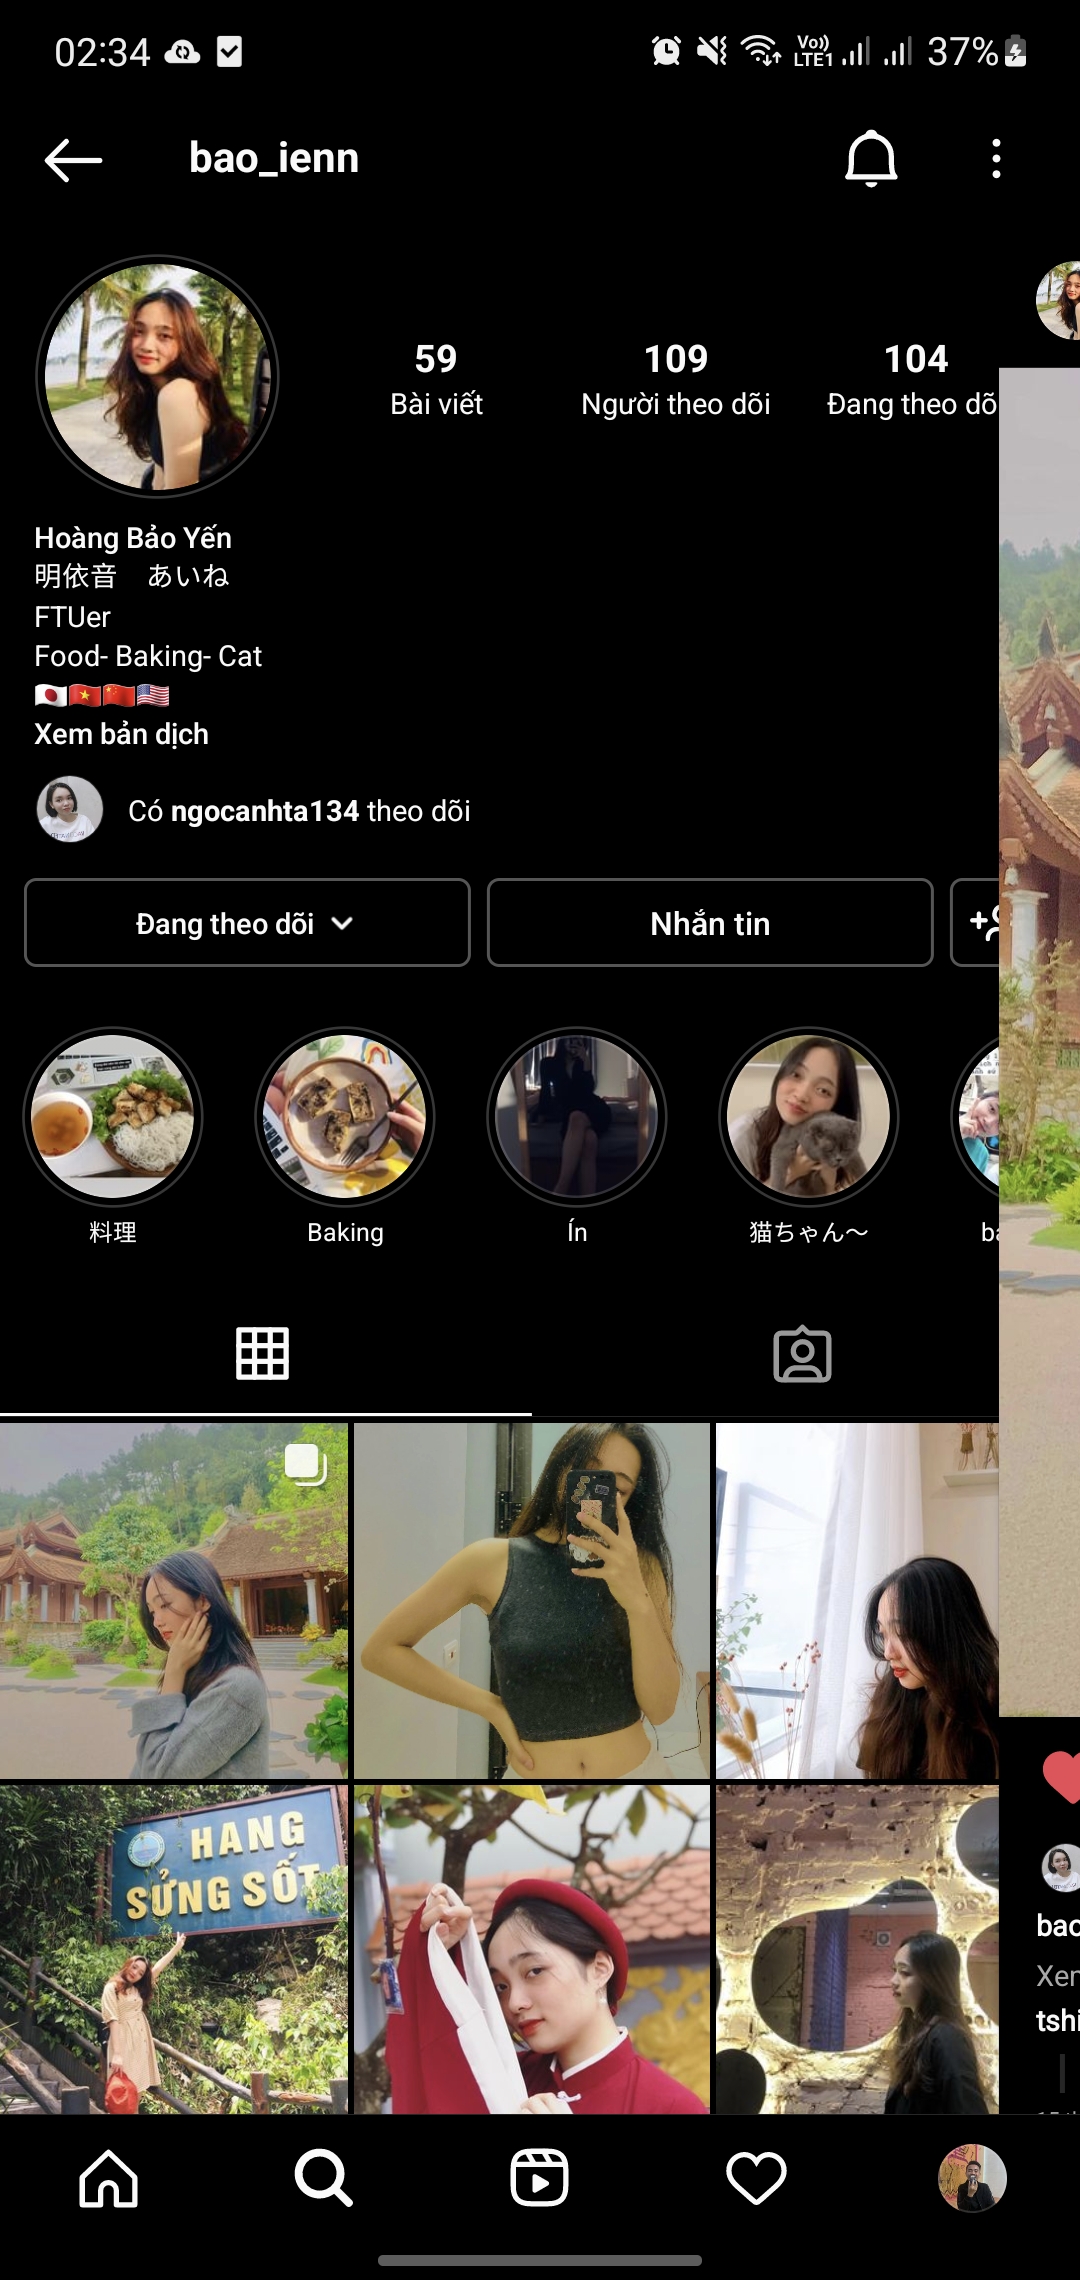 02:34
Vo)) LTE1 37%
bao_ienn
59 109 104
Bài viết Người theo dõi Đang theo dõ
Hoàng Bảo Yến
明依音　あいね
FTUer
Food- Baking- Cat
🇯🇵🇻🇳🇨🇳🇺🇸
Xem bản dịch
Có ngocanhta134 theo dõi
Đang theo dõi Nhắn tin
料理 Baking Ín 猫ちゃん〜 ba
HANG
SỬNG SỐT
bao
Xem
tshi